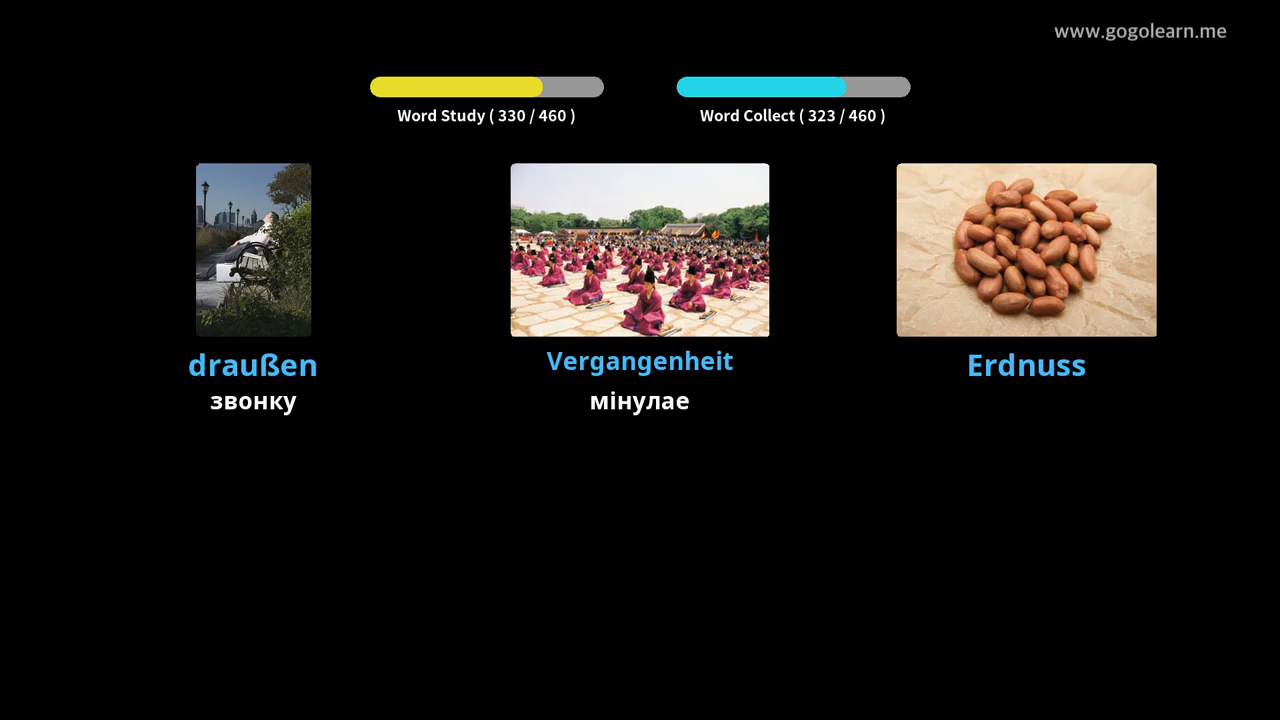 www.gogolearn.me
Word Study ( 330 / 460 )
Word Collect ( 323 / 460 )
draußen
Vergangenheit
Erdnuss
звонку
мінулае